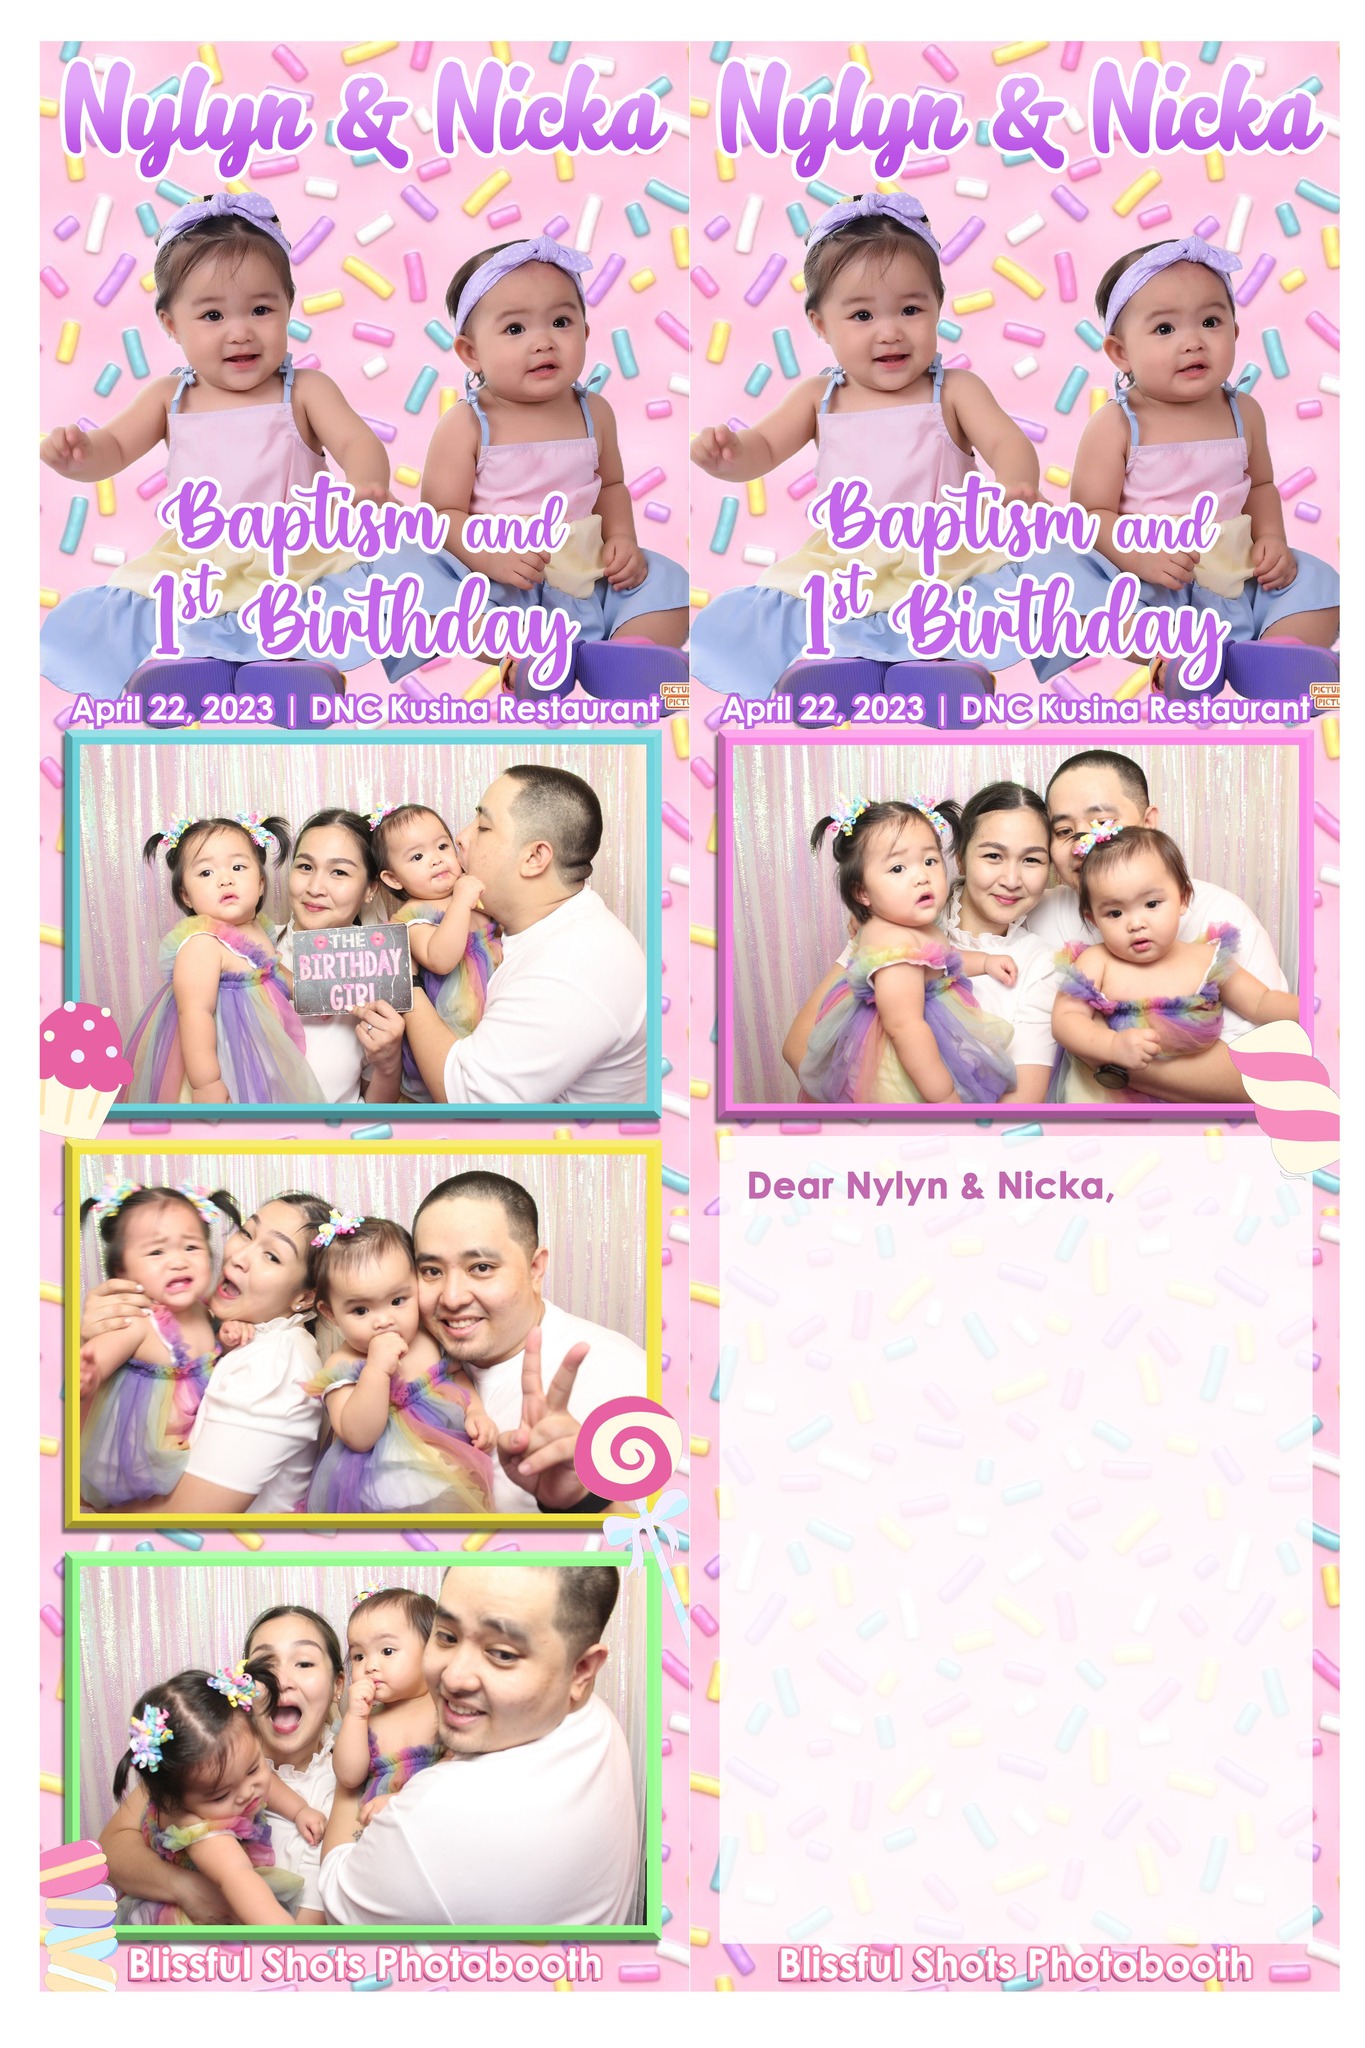 Nylyn & Nicka
Baptism and
1st Birthday
April 22, 2023 | DNC Kusina Restaurant
THE
BIRTHDAY
GIRL
Blissful Shots Photobooth
Nylyn & Nicka
Baptism and
1st Birthday
April 22, 2023 | DNC Kusina Restaurant
Dear Nylyn & Nicka,
Blissful Shots Photobooth